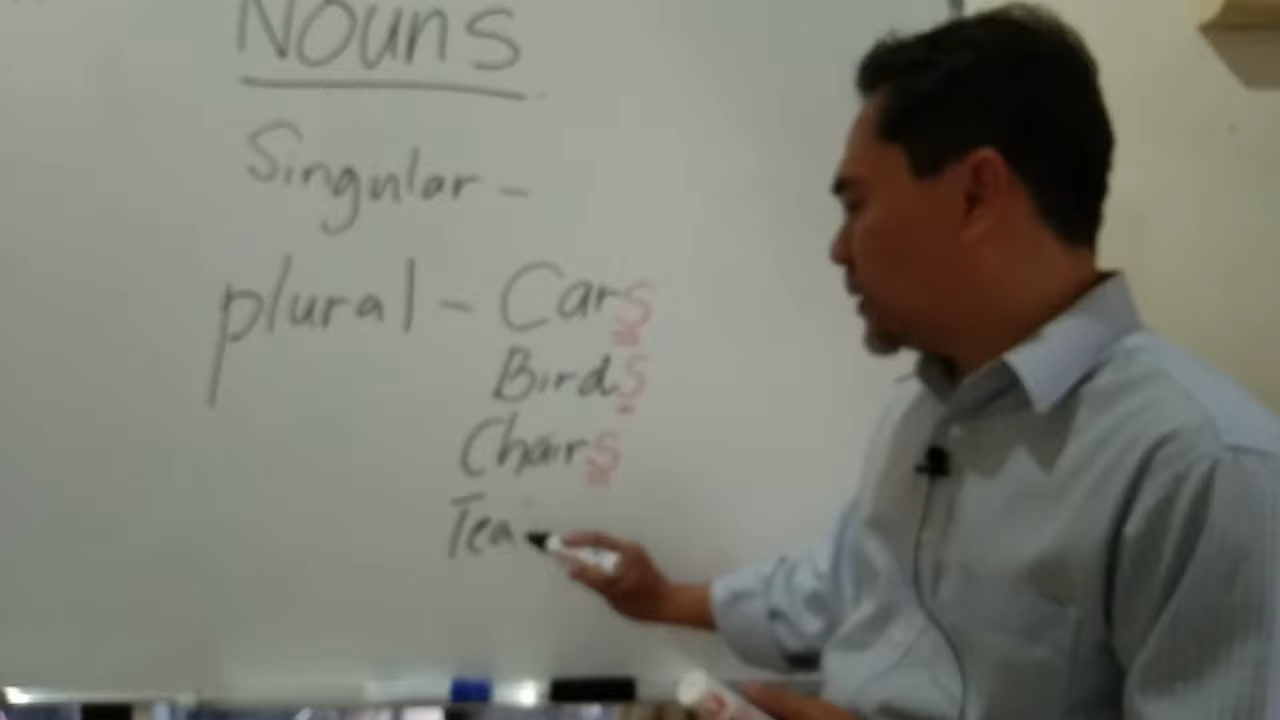 Nouns
Singular -
plural - Cars
Birds
Chairs
Tea